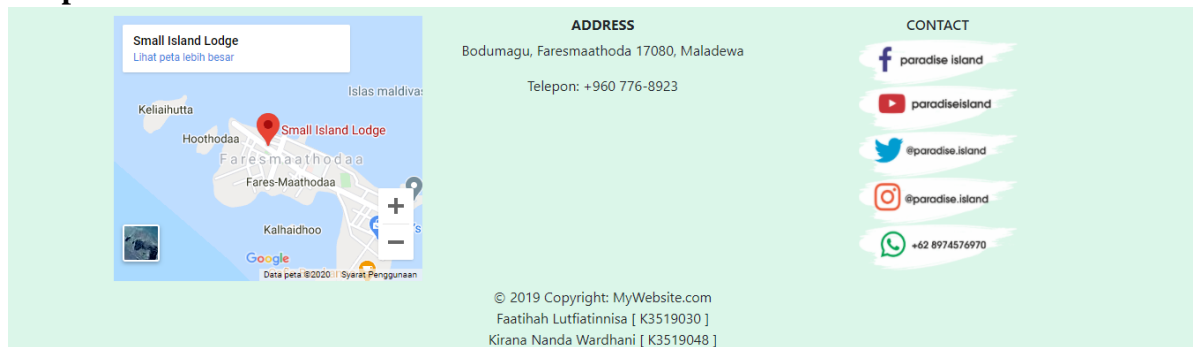 Small Island Lodge
Lihat peta lebih besar
Islas maldivas
Keliaihutta
Hoothodaa
Small Island Lodge
Faresmaathodaa
Fares-Maathodaa
Kalhaidhoo
Google
Data peta ©2020 Syarat Penggunaan
ADDRESS
Bodumagu, Faresmaathoda 17080, Maladewa
Telepon: +960 776-8923
CONTACT
paradise island
paradiseisland
@paradise.island
@paradise.island
+62 8974576970
© 2019 Copyright: MyWebsite.com
Faatihah Lutfiatinnisa [ K3519030 ]
Kirana Nanda Wardhani [ K3519048 ]